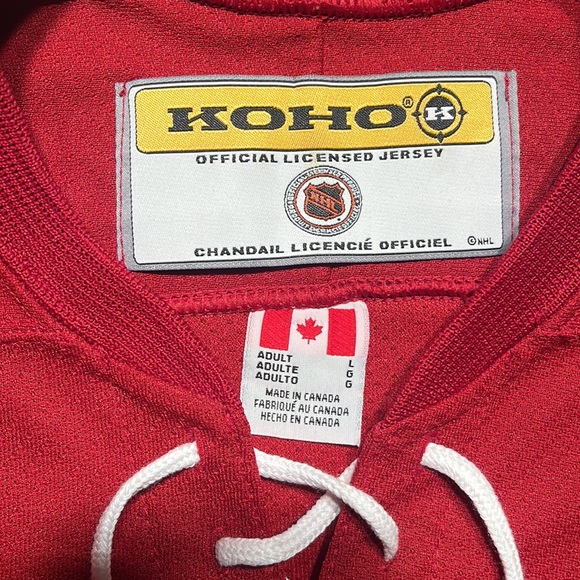 KOHO® K
OFFICIAL LICENSED JERSEY
NHL
CHANDAIL LICENCIÉ OFFICIEL ©NHL
ADULT L
ADULTE G
ADULTO G
MADE IN CANADA
FABRIQUÉ AU CANADA
HECHO EN CANADA